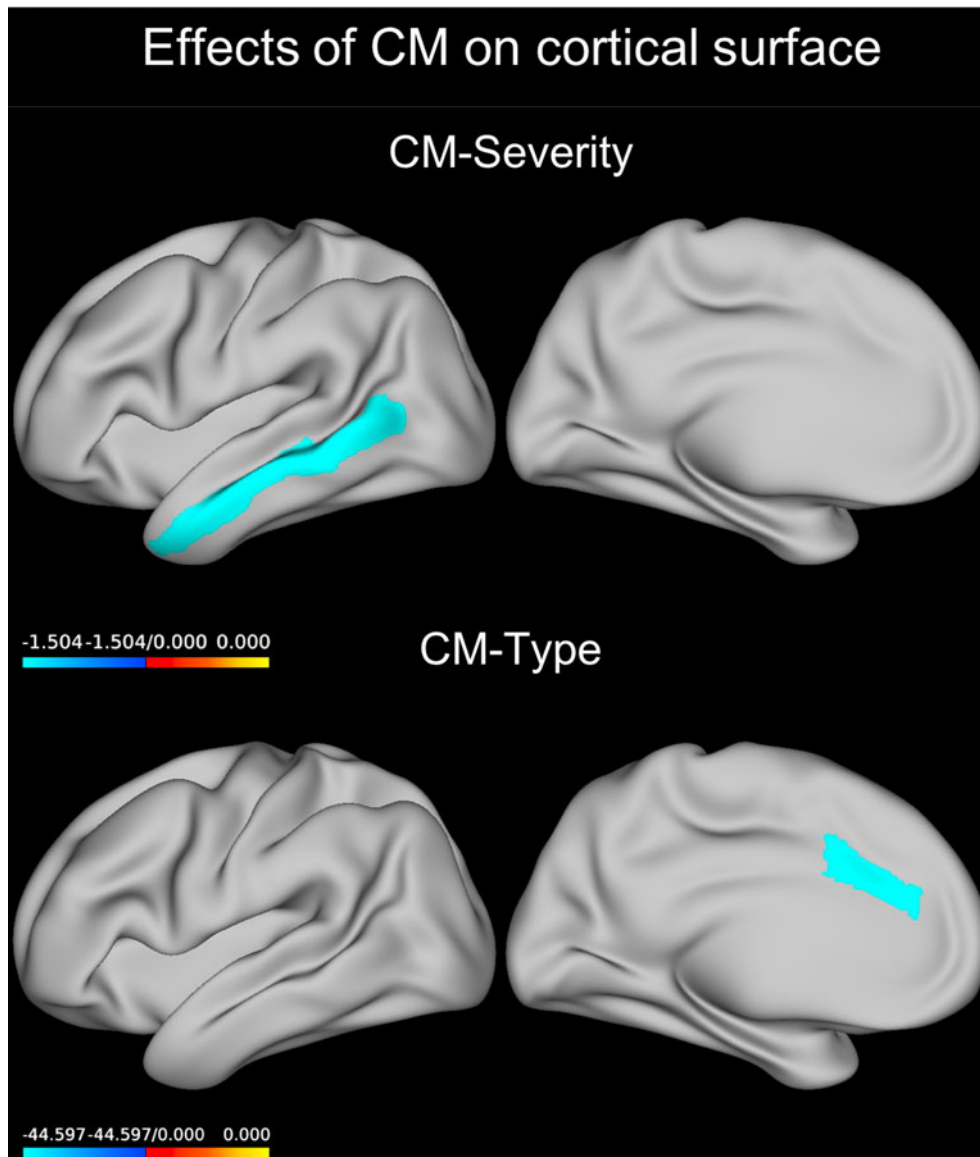 Effects of CM on cortical surface
CM-Severity
-1.504-1.504/0.000 0.000
CM-Type
-44.597-44.597/0.000 0.000